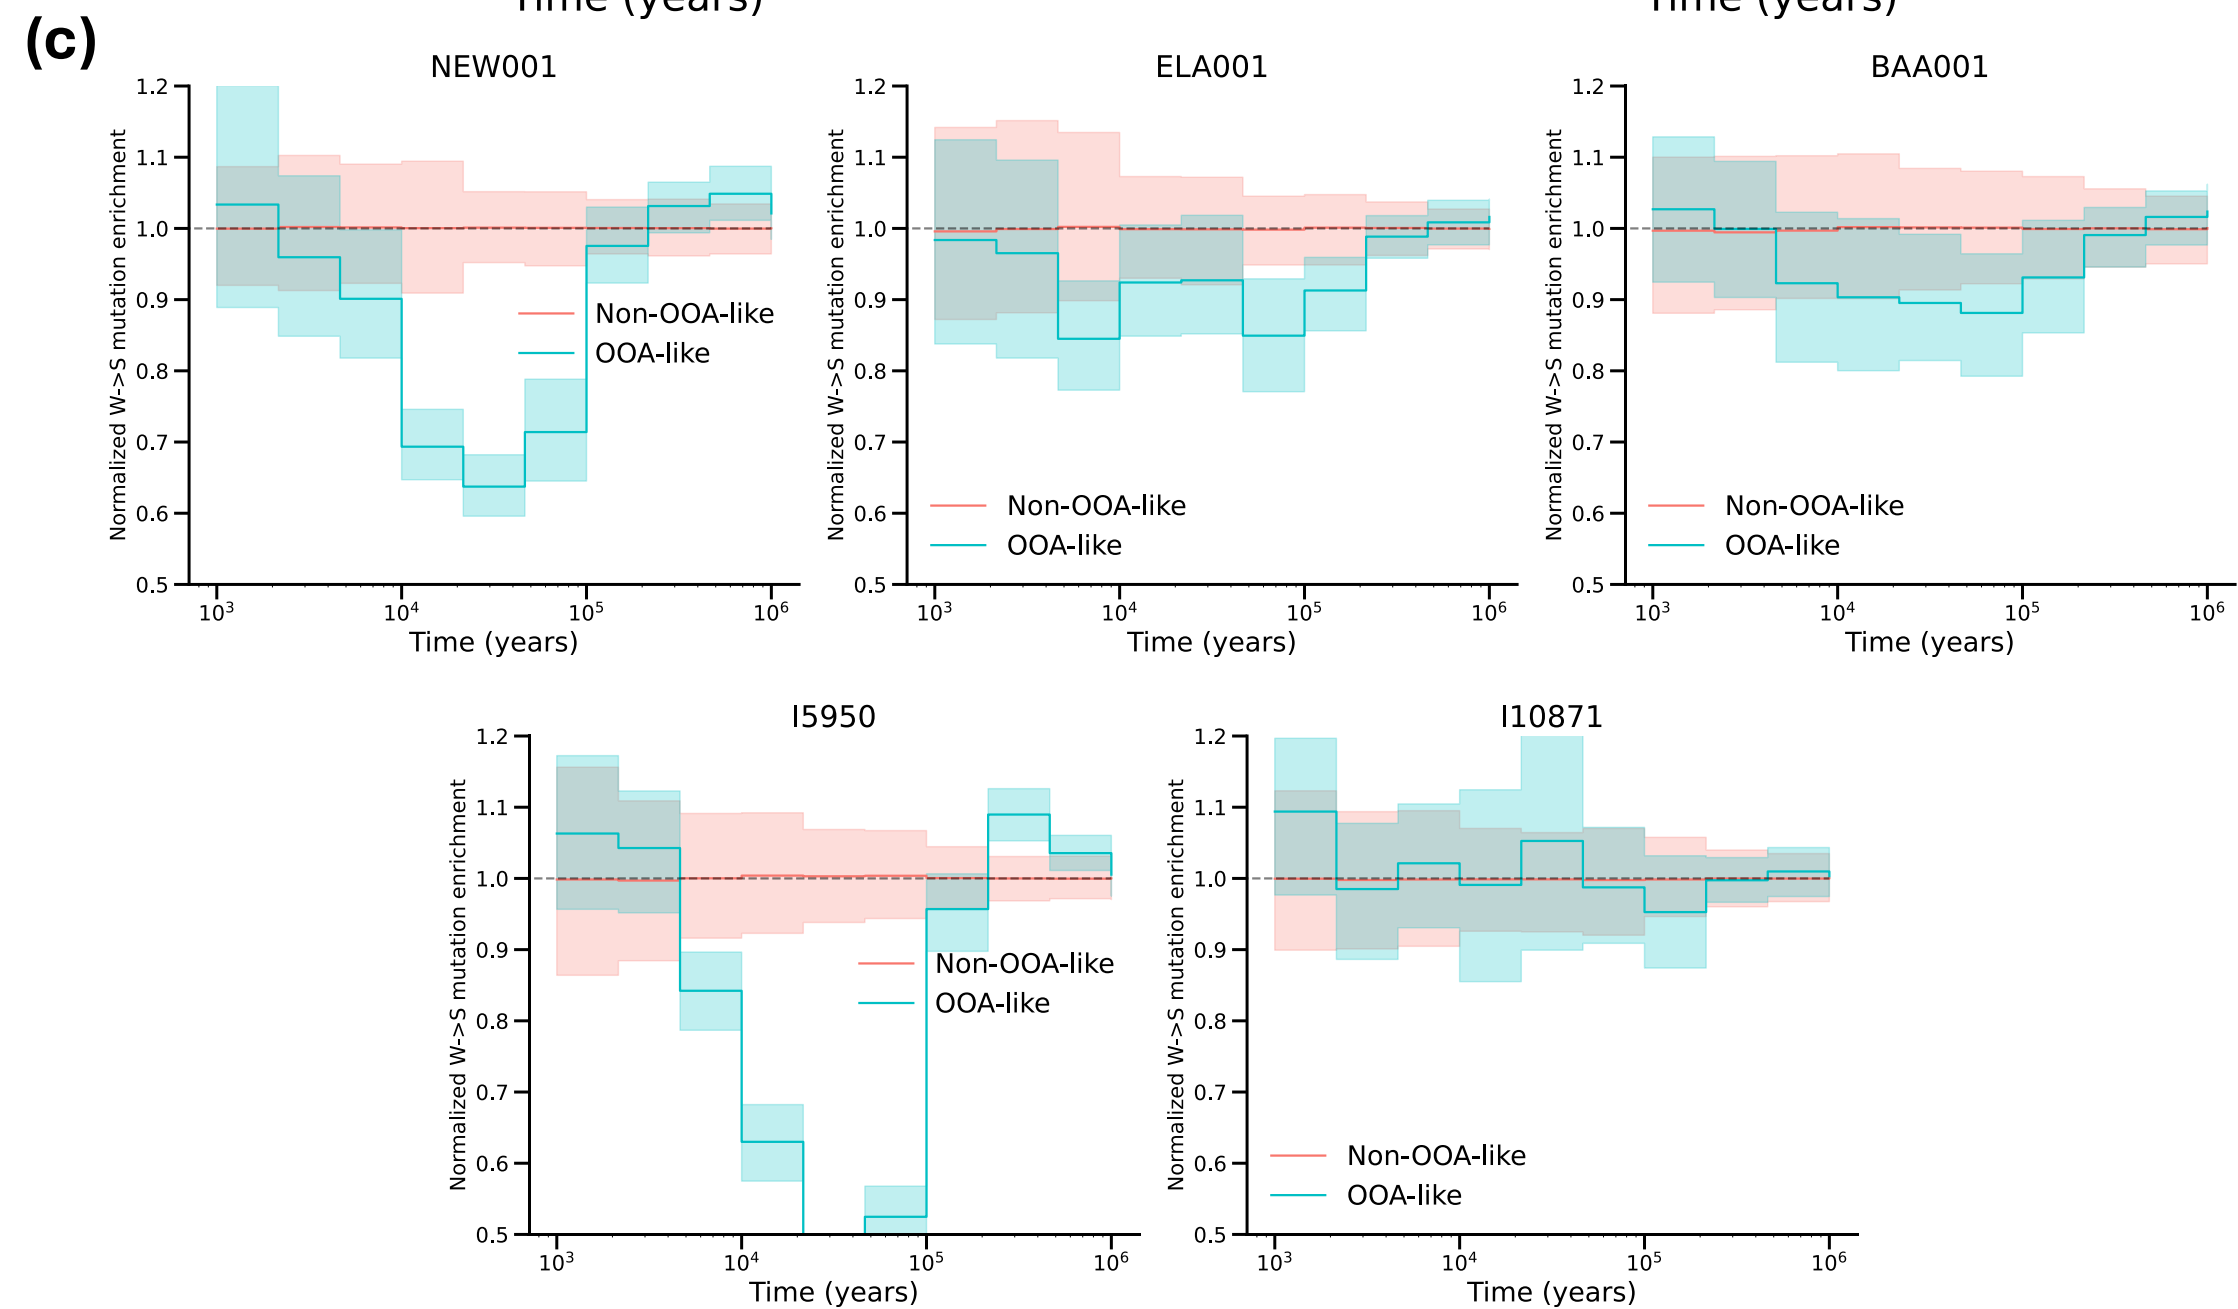 Time (years)
Time (years)
(c)
NEW001
Normalized W->S mutation enrichment
1.2
1.1
1.0
0.9
0.8
0.7
0.6
0.5
Non-OOA-like
OOA-like
10³
10⁴
10⁵
10⁶
Time (years)
ELA001
Normalized W->S mutation enrichment
1.2
1.1
1.0
0.9
0.8
0.7
0.6
0.5
Non-OOA-like
OOA-like
10³
10⁴
10⁵
10⁶
Time (years)
BAA001
Normalized W->S mutation enrichment
1.2
1.1
1.0
0.9
0.8
0.7
0.6
0.5
Non-OOA-like
OOA-like
10³
10⁴
10⁵
10⁶
Time (years)
I5950
Normalized W->S mutation enrichment
1.2
1.1
1.0
0.9
0.8
0.7
0.6
0.5
Non-OOA-like
OOA-like
10³
10⁴
10⁵
10⁶
Time (years)
I10871
Normalized W->S mutation enrichment
1.2
1.1
1.0
0.9
0.8
0.7
0.6
0.5
Non-OOA-like
OOA-like
10³
10⁴
10⁵
10⁶
Time (years)